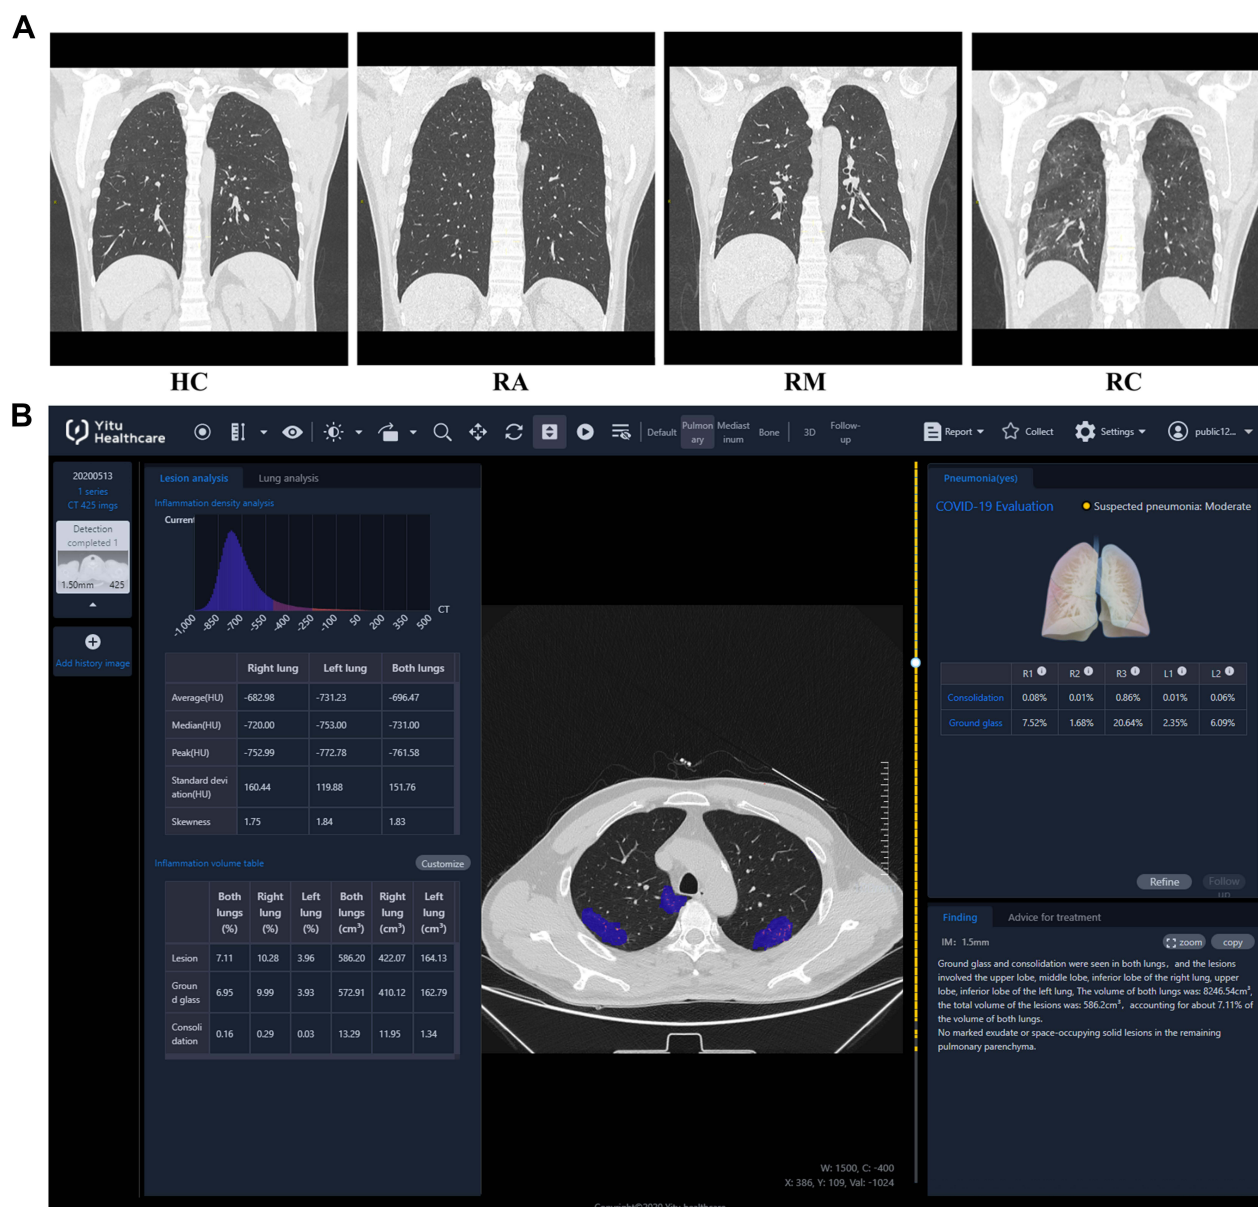 A
HC RA RM RC
B
Yitu
Healthcare
Default
Pulmon
ary
Mediast
inum
Bone
3D
Follow-
up
Report
Collect
Settings
public12...
20200513
1 series
CT 425 imgs
Detection
completed 1
1.50mm 425
Add history image
Lesion analysis Lung analysis
Inflammation density analysis
Current
CT
-1,000 -850 -700 -550 -400 -250 -100 50 200 350 500
Right lung Left lung Both lungs
Average(HU) -682.98 -731.23 -696.47
Median(HU) -720.00 -753.00 -731.00
Peak(HU) -752.99 -772.78 -761.58
Standard devi
ation(HU) 160.44 119.88 151.76
Skewness 1.75 1.84 1.83
Inflammation volume table Customize
Both Right Left Both Right Left
lungs lung lung lungs lung lung
(%) (%) (%) (cm³) (cm³) (cm³)
Lesion 7.11 10.28 3.96 586.20 422.07 164.13
Groun
d glass 6.95 9.99 3.93 572.91 410.12 162.79
Consoli
dation 0.16 0.29 0.03 13.29 11.95 1.34
W: 1500, C: -400
X: 386, Y: 109, Val: -1024
Copyright©2020 Yitu healthcare
Pneumonia(yes)
COVID-19 Evaluation Suspected pneumonia: Moderate
R1 R2 R3 L1 L2
Consolidation 0.08% 0.01% 0.86% 0.01% 0.06%
Ground glass 7.52% 1.68% 20.64% 2.35% 6.09%
Refine Follow
up
Finding Advice for treatment
IM: 1.5mm zoom copy
Ground glass and consolidation were seen in both lungs, and the lesions
involved the upper lobe, middle lobe, inferior lobe of the right lung, upper
lobe, inferior lobe of the left lung, The volume of both lungs was: 8246.54cm³,
the total volume of the lesions was: 586.2cm³, accounting for about 7.11% of
the volume of both lungs.
No marked exudate or space-occupying solid lesions in the remaining
pulmonary parenchyma.